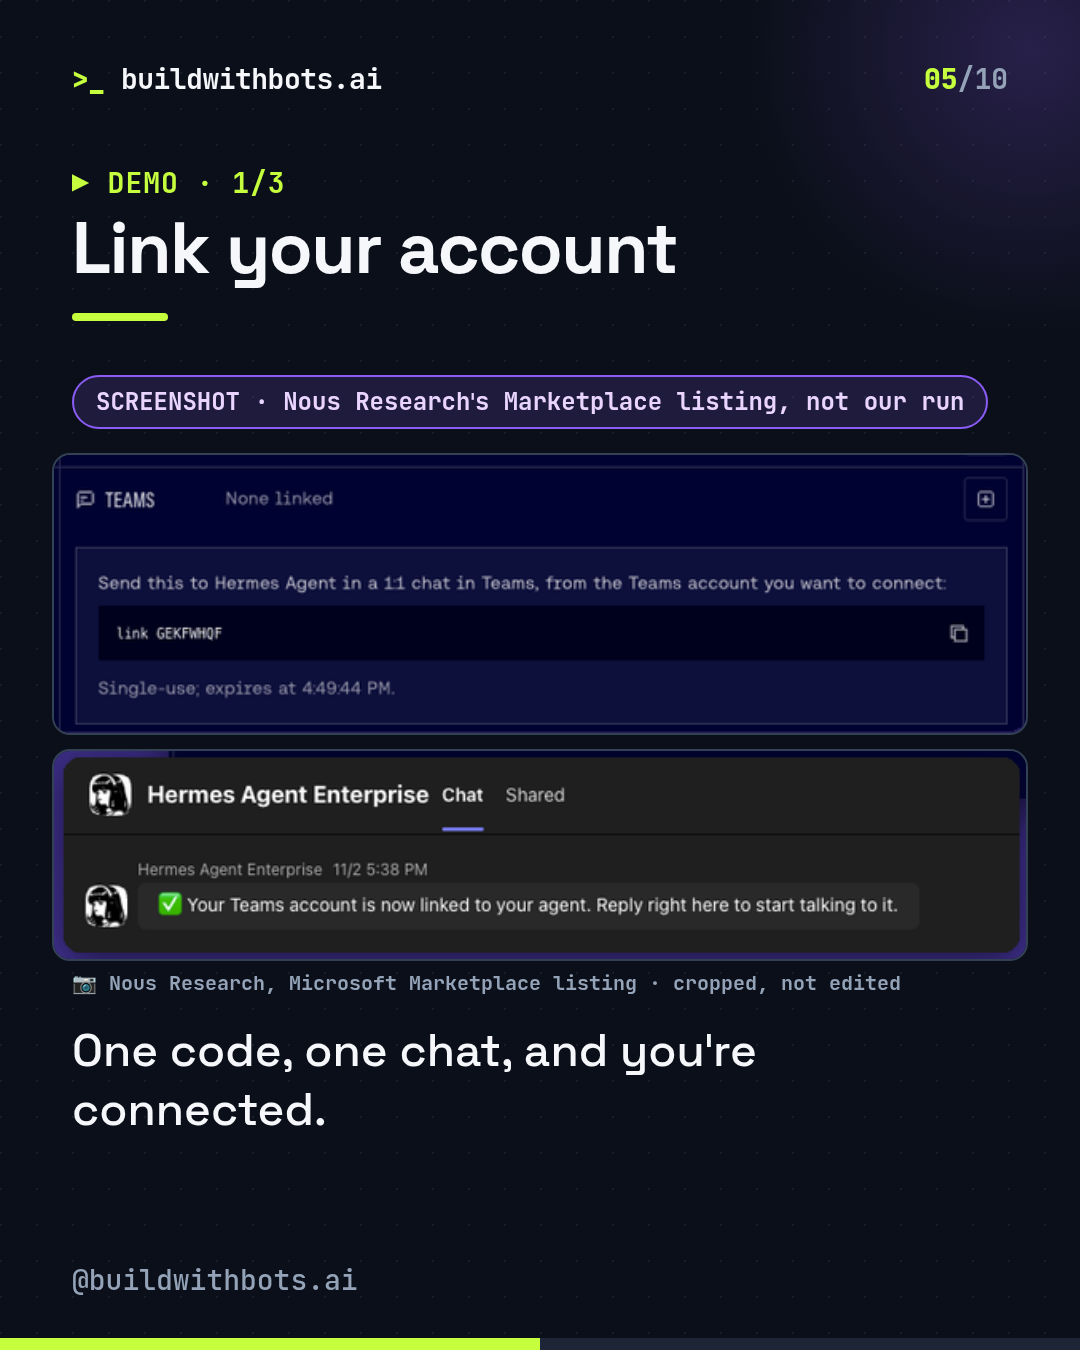 >_ buildwithbots.ai
05/10
▶ DEMO · 1/3
Link your account
SCREENSHOT · Nous Research's Marketplace listing, not our run
TEAMS
None linked
Send this to Hermes Agent in a 1:1 chat in Teams, from the Teams account you want to connect:
link GEKFWHQF
Single-use; expires at 4:49:44 PM.
Hermes Agent Enterprise Chat Shared
Hermes Agent Enterprise 11/2 5:38 PM
✅ Your Teams account is now linked to your agent. Reply right here to start talking to it.
📷 Nous Research, Microsoft Marketplace listing · cropped, not edited
One code, one chat, and you're
connected.
@buildwithbots.ai